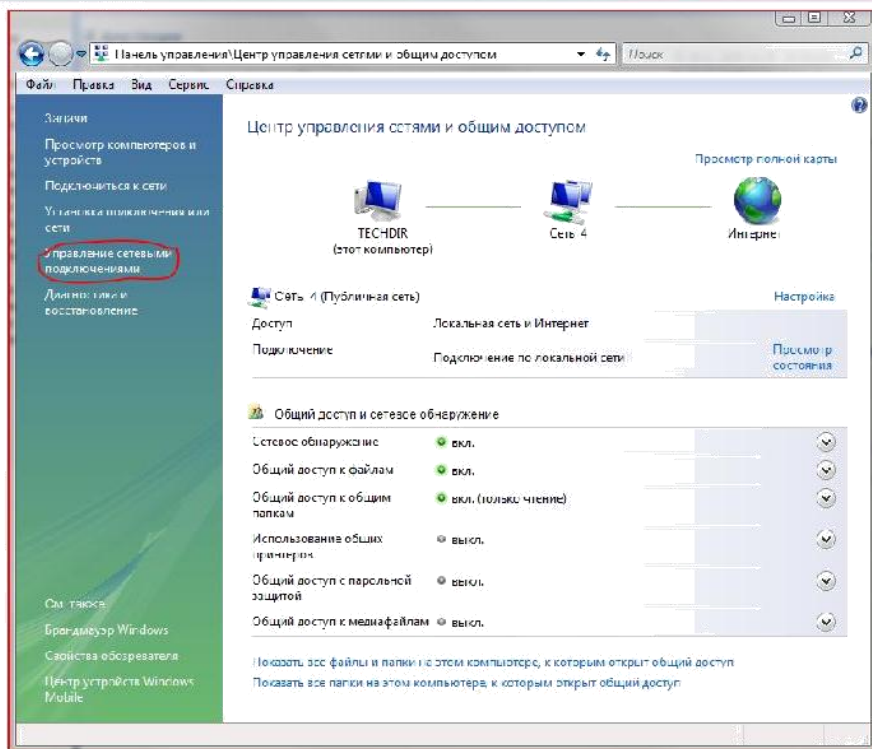 Панель управления\Центр управления сетями и общим доступом
Поиск
Файл Правка Вид Сервис Справка
Задачи
Просмотр компьютеров и
устройств
Подключиться к сети
Установка подключения или
сети
Управление сетевыми
подключениями
Диагностика и
восстановление
См. также
Брандмауэр Windows
Свойства обозревателя
Центр устройств Windows
Mobile
Центр управления сетями и общим доступом
Просмотр полной карты
TECHDIR
(этот компьютер)
Сеть 4
Интернет
Сеть 4 (Публичная сеть)
Настройка
Доступ Локальная сеть и Интернет
Подключение Подключение по локальной сети
Просмотр
состояния
Общий доступ и сетевое обнаружение
Сетевое обнаружение вкл.
Общий доступ к файлам вкл.
Общий доступ к общим вкл. (только чтение)
папкам
Использование общих выкл.
принтеров
Общий доступ с парольной выкл.
защитой
Общий доступ к медиафайлам выкл.
Показать все файлы и папки на этом компьютере, к которым открыт общий доступ
Показать все папки на этом компьютере, к которым открыт общий доступ